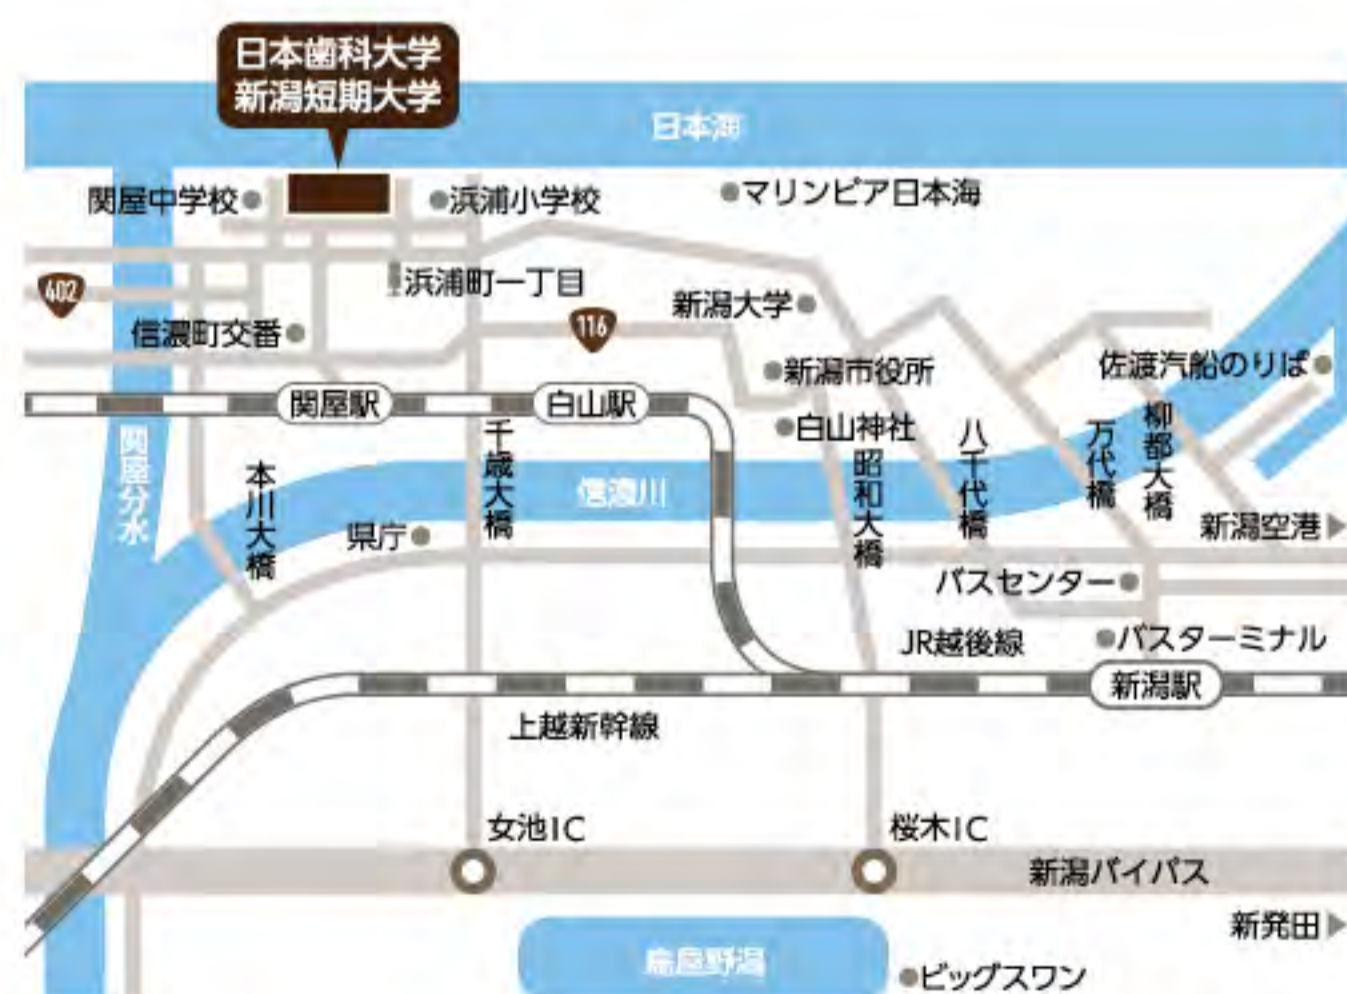 日本歯科大学
新潟短期大学
日本海
関屋中学校
浜浦小学校
マリンピア日本海
402
浜浦町一丁目
新潟大学
信濃町交番
116
新潟市役所
佐渡汽船のりば
関屋駅
白山駅
白山神社
関屋分水
本川大橋
千歳大橋
信濃川
昭和大橋
八千代橋
万代橋
柳都大橋
県庁
新潟空港
バスセンター
JR越後線
バスターミナル
新潟駅
上越新幹線
女池IC
桜木IC
新潟バイパス
新発田
鳥屋野潟
ビッグスワン